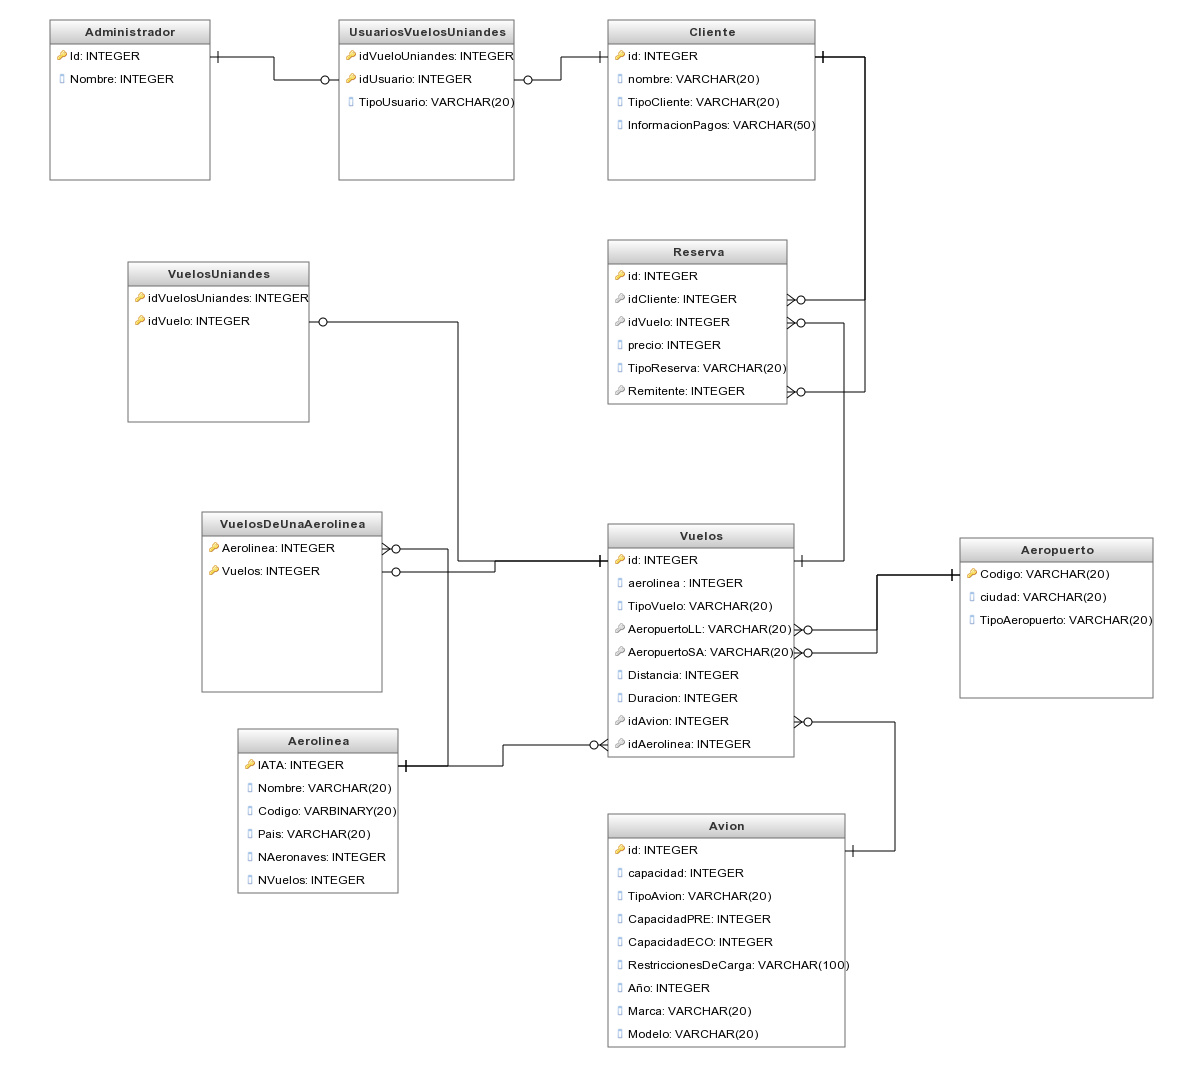 Administrador
Id: INTEGER
Nombre: INTEGER
UsuariosVuelosUniandes
idVueloUniandes: INTEGER
idUsuario: INTEGER
TipoUsuario: VARCHAR(20)
Cliente
id: INTEGER
nombre: VARCHAR(20)
TipoCliente: VARCHAR(20)
InformacionPagos: VARCHAR(50)
VuelosUniandes
idVuelosUniandes: INTEGER
idVuelo: INTEGER
Reserva
id: INTEGER
idCliente: INTEGER
idVuelo: INTEGER
precio: INTEGER
TipoReserva: VARCHAR(20)
Remitente: INTEGER
VuelosDeUnaAerolinea
Aerolinea: INTEGER
Vuelos: INTEGER
Vuelos
id: INTEGER
aerolinea : INTEGER
TipoVuelo: VARCHAR(20)
AeropuertoLL: VARCHAR(20)
AeropuertoSA: VARCHAR(20)
Distancia: INTEGER
Duracion: INTEGER
idAvion: INTEGER
idAerolinea: INTEGER
Aeropuerto
Codigo: VARCHAR(20)
ciudad: VARCHAR(20)
TipoAeropuerto: VARCHAR(20)
Aerolinea
IATA: INTEGER
Nombre: VARCHAR(20)
Codigo: VARBINARY(20)
Pais: VARCHAR(20)
NAeronaves: INTEGER
NVuelos: INTEGER
Avion
id: INTEGER
capacidad: INTEGER
TipoAvion: VARCHAR(20)
CapacidadPRE: INTEGER
CapacidadECO: INTEGER
RestriccionesDeCarga: VARCHAR(100)
Año: INTEGER
Marca: VARCHAR(20)
Modelo: VARCHAR(20)